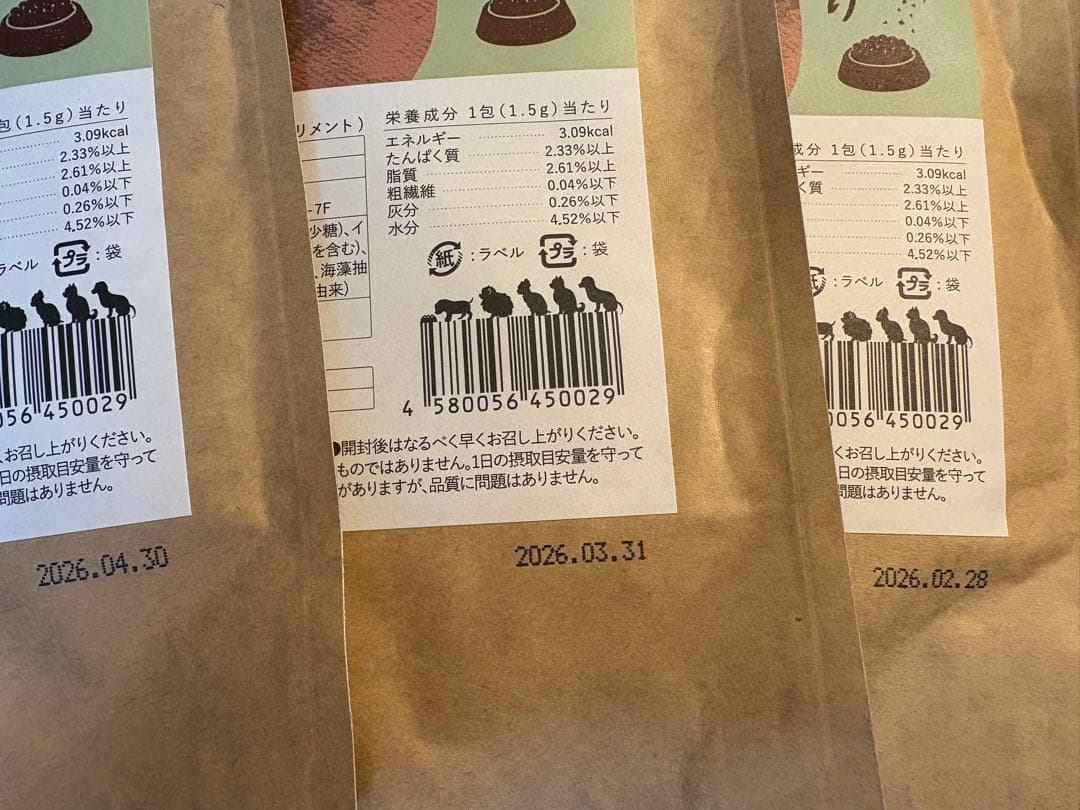 包(1.5g)当たり
3.09kcal
2.33%以上
2.61%以上
0.04%以下
0.26%以下
4.52%以下
ラベル プラ:袋
056 450029
くお召し上がりください。
1日の摂取目安量を守って
問題はありません。
2026.04.30
リメント)
-7F
少糖)、イ
を含む)、
、海藻抽
由来)
栄養成分 1包(1.5g)当たり
エネルギー 3.09kcal
たんぱく質 2.33%以上
脂質 2.61%以上
粗繊維 0.04%以下
灰分 0.26%以下
水分 4.52%以下
紙:ラベル プラ:袋
4 580056 450029
●開封後はなるべく早くお召し上がりください。
ものではありません。1日の摂取目安量を守って
がありますが、品質に問題はありません。
2026.03.31
り
成分 1包(1.5g)当たり
ギー 3.09kcal
く質 2.33%以上
2.61%以上
0.04%以下
0.26%以下
4.52%以下
紙:ラベル プラ:袋
0056 450029
くお召し上がりください。
1日の摂取目安量を守って
問題はありません。
2026.02.28